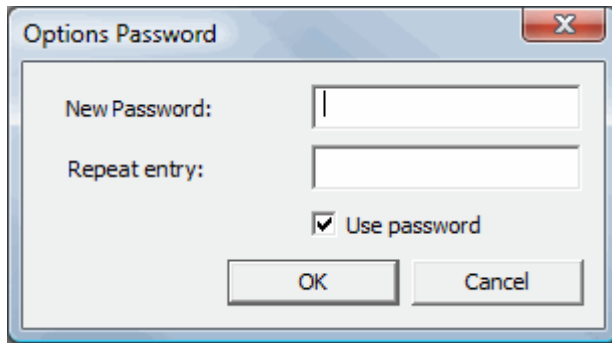 Options Password
New Password:
Repeat entry:
Use password
OK Cancel